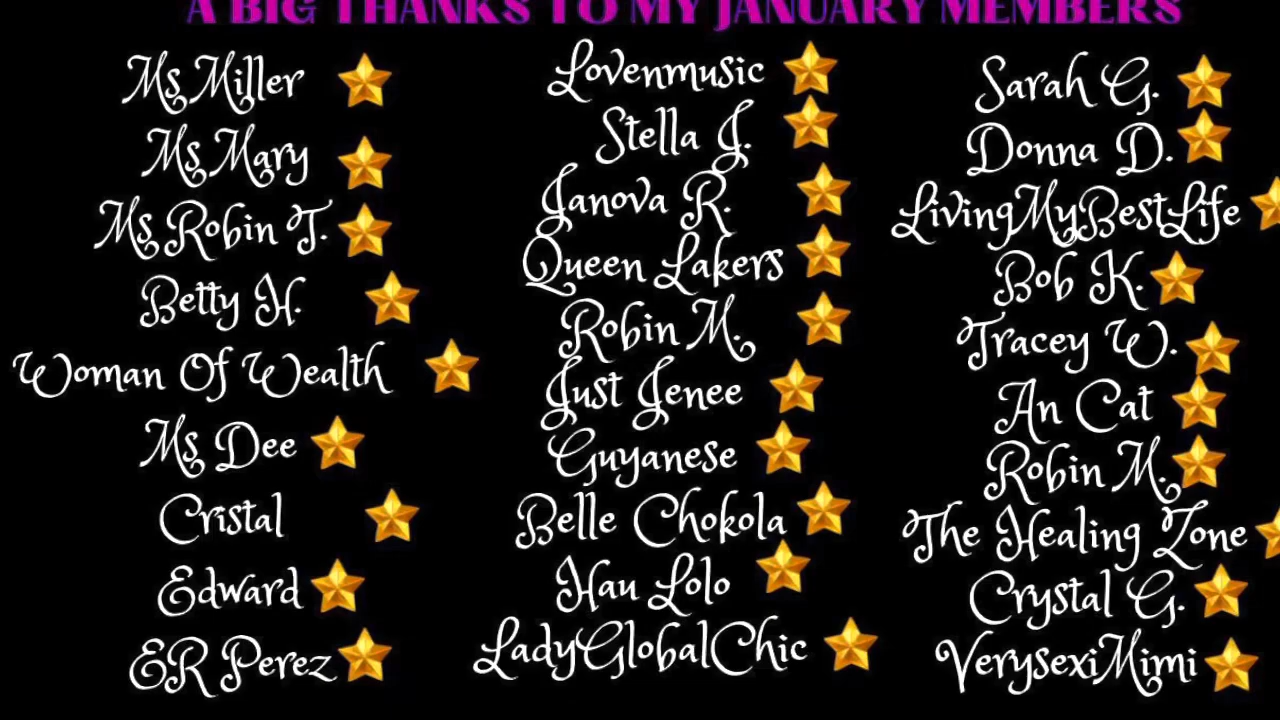 A BIG THANKS TO MY JANUARY MEMBERS
Ms Miller
Ms Mary
Ms Robin T.
Betty H.
Woman Of Wealth
Ms Dee
Cristal
Edward
ER Perez
Lovenmusic
Stella J.
Janova R.
Queen Lakers
Robin M.
Just Jenee
Guyanese
Belle Chokola
Hau Lolo
LadyGlobalChic
Sarah G.
Donna D.
LivingMyBestLife
Bob K.
Tracey W.
An Cat
Robin M.
The Healing Zone
Crystal G.
VerysexiMimi